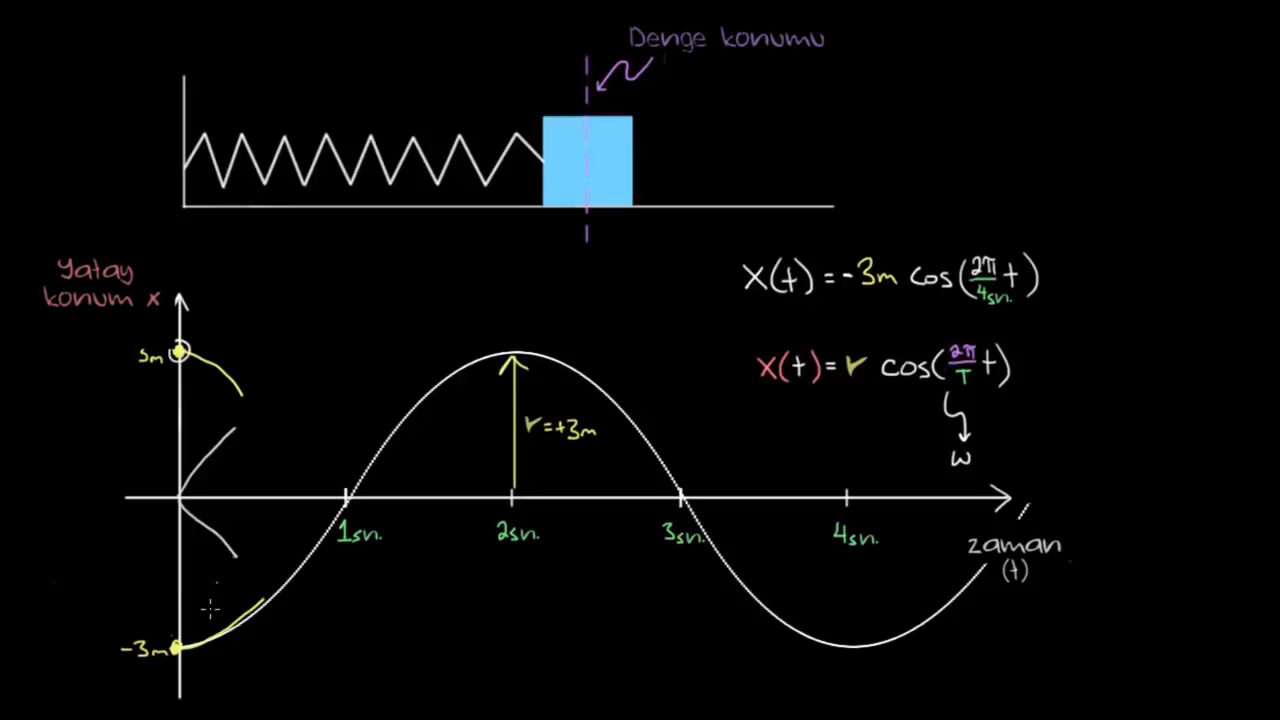 Denge konumu
Yatay
konum x
X(t) = -3m cos(2π/4sn. t)
3m
X(t) = r cos(2π/T t)
r=+3m
w
1sn.
2sn.
3sn.
4sn.
zaman
(t)
-3m